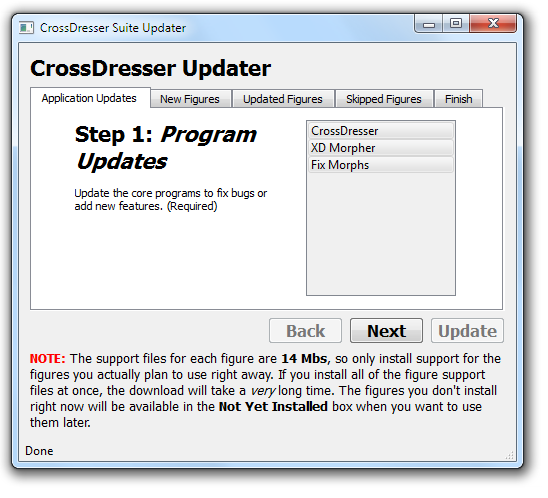 CrossDresser Suite Updater
CrossDresser Updater
Application Updates New Figures Updated Figures Skipped Figures Finish
Step 1: Program
Updates
Update the core programs to fix bugs or
add new features. (Required)
CrossDresser
XD Morpher
Fix Morphs
Back Next Update
NOTE: The support files for each figure are 14 Mbs, so only install support for the
figures you actually plan to use right away. If you install all of the figure support
files at once, the download will take a very long time. The figures you don't install
right now will be available in the Not Yet Installed box when you want to use
them later.
Done